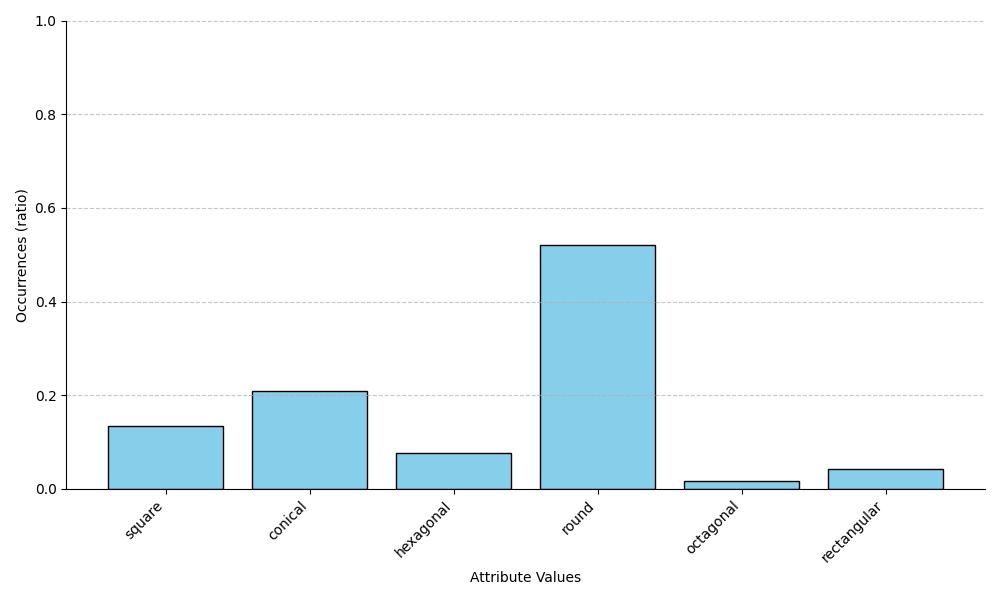 1.0
0.8
0.6
0.4
0.2
0.0
Occurrences (ratio)
square
conical
hexagonal
round
octagonal
rectangular
Attribute Values